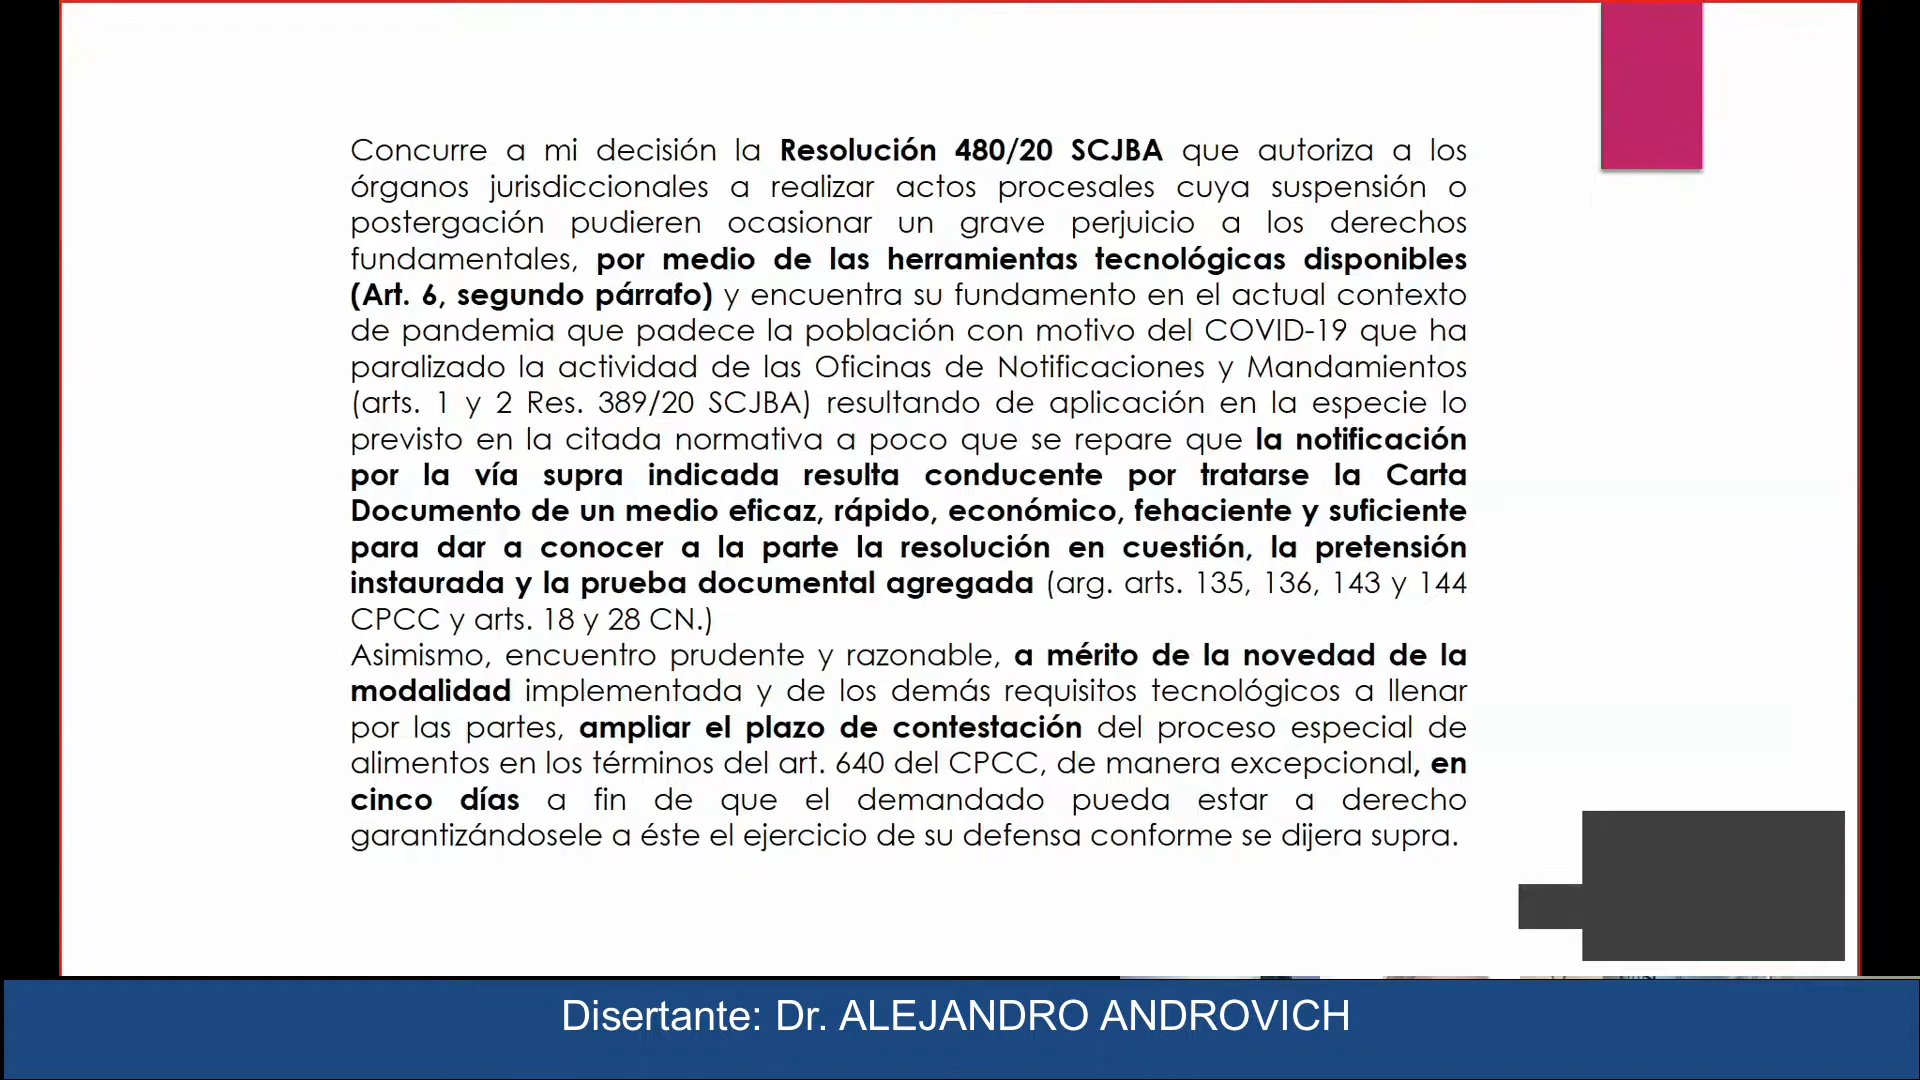 Concurre a mi decisión la Resolución 480/20 SCJBA que autoriza a los
órganos jurisdiccionales a realizar actos procesales cuya suspensión o
postergación pudieren ocasionar un grave perjuicio a los derechos
fundamentales, por medio de las herramientas tecnológicas disponibles
(Art. 6, segundo párrafo) y encuentra su fundamento en el actual contexto
de pandemia que padece la población con motivo del COVID-19 que ha
paralizado la actividad de las Oficinas de Notificaciones y Mandamientos
(arts. 1 y 2 Res. 389/20 SCJBA) resultando de aplicación en la especie lo
previsto en la citada normativa a poco que se repare que la notificación
por la vía supra indicada resulta conducente por tratarse la Carta
Documento de un medio eficaz, rápido, económico, fehaciente y suficiente
para dar a conocer a la parte la resolución en cuestión, la pretensión
instaurada y la prueba documental agregada (arg. arts. 135, 136, 143 y 144
CPCC y arts. 18 y 28 CN.)
Asimismo, encuentro prudente y razonable, a mérito de la novedad de la
modalidad implementada y de los demás requisitos tecnológicos a llenar
por las partes, ampliar el plazo de contestación del proceso especial de
alimentos en los términos del art. 640 del CPCC, de manera excepcional, en
cinco días a fin de que el demandado pueda estar a derecho
garantizándosele a éste el ejercicio de su defensa conforme se dijera supra.
Disertante: Dr. ALEJANDRO ANDROVICH